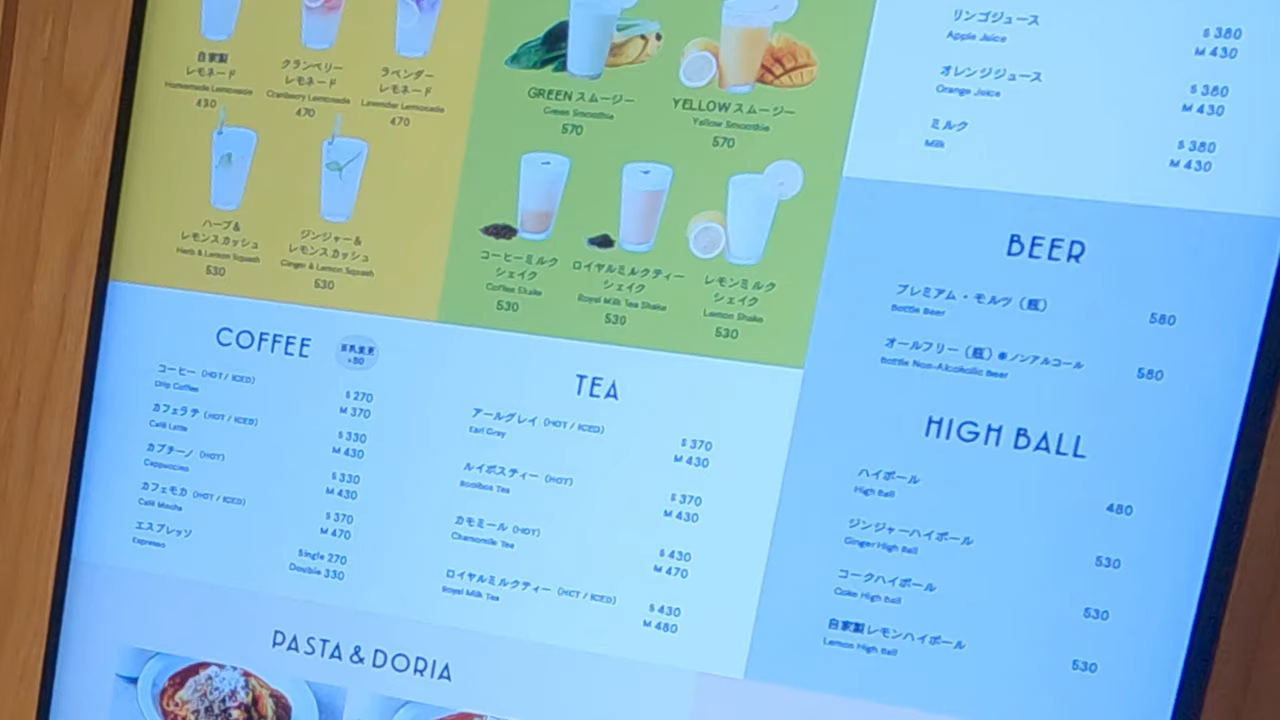 自家製
レモネード
Homemade Lemonade
430
クランベリー
レモネード
Cranberry Lemonade
470
ラベンダー
レモネード
Lavender Lemonade
470
ハーブ&
レモンスカッシュ
Herb & Lemon Squash
530
ジンジャー&
レモンスカッシュ
Ginger & Lemon Squash
530
GREEN スムージー
Green Smoothie
570
YELLOW スムージー
Yellow Smoothie
570
コーヒーミルク
シェイク
Coffee Shake
530
ロイヤルミルクティー
シェイク
Royal Milk Tea Shake
530
レモンミルク
シェイク
Lemon Shake
530
リンゴジュース
Apple Juice
S 380
M 430
オレンジジュース
Orange Juice
S 380
M 430
ミルク
Milk
S 380
M 430
COFFEE
豆乳変更
+50
コーヒー (HOT / ICED)
Drip Coffee
S 270
M 370
カフェラテ (HOT / ICED)
Café Latte
S 330
M 430
カプチーノ (HOT)
Cappuccino
S 330
M 430
カフェモカ (HOT / ICED)
Café Mocha
S 370
M 470
エスプレッソ
Espresso
Single 270
Double 330
TEA
アールグレイ (HOT / ICED)
Earl Grey
S 370
M 430
ルイボスティー (HOT)
Rooibos Tea
S 370
M 430
カモミール (HOT)
Chamomile Tea
S 430
M 470
ロイヤルミルクティー (HOT / ICED)
Royal Milk Tea
S 430
M 480
BEER
プレミアム・モルツ (瓶)
Bottle Beer
580
オールフリー (瓶) ※ノンアルコール
Bottle Non-Alcoholic Beer
580
HIGH BALL
ハイボール
High Ball
480
ジンジャーハイボール
Ginger High Ball
530
コークハイボール
Coke High Ball
530
自家製レモンハイボール
Lemon High Ball
530
PASTA & DORIA